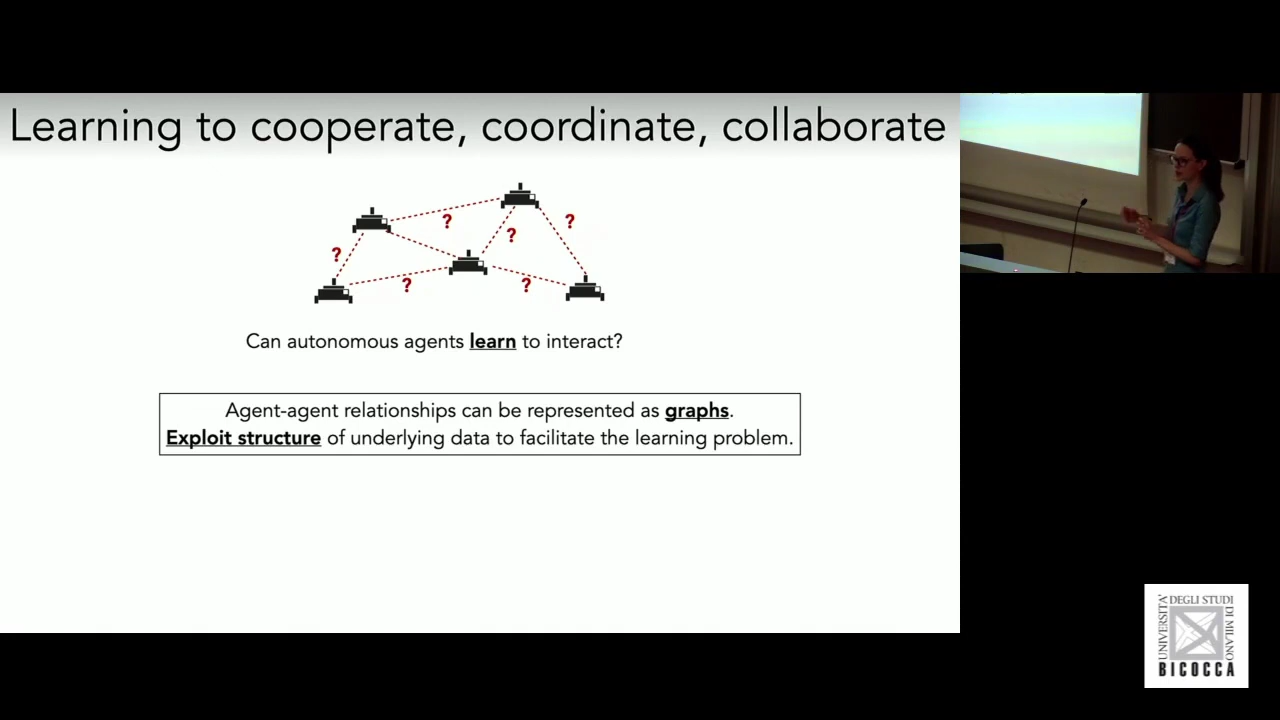 Learning to cooperate, coordinate, collaborate
?
?
?
?
?
?
Can autonomous agents learn to interact?
Agent-agent relationships can be represented as graphs.
Exploit structure of underlying data to facilitate the learning problem.
UNIVERSITA'
DEGLI STUDI
DI MILANO
BICOCCA